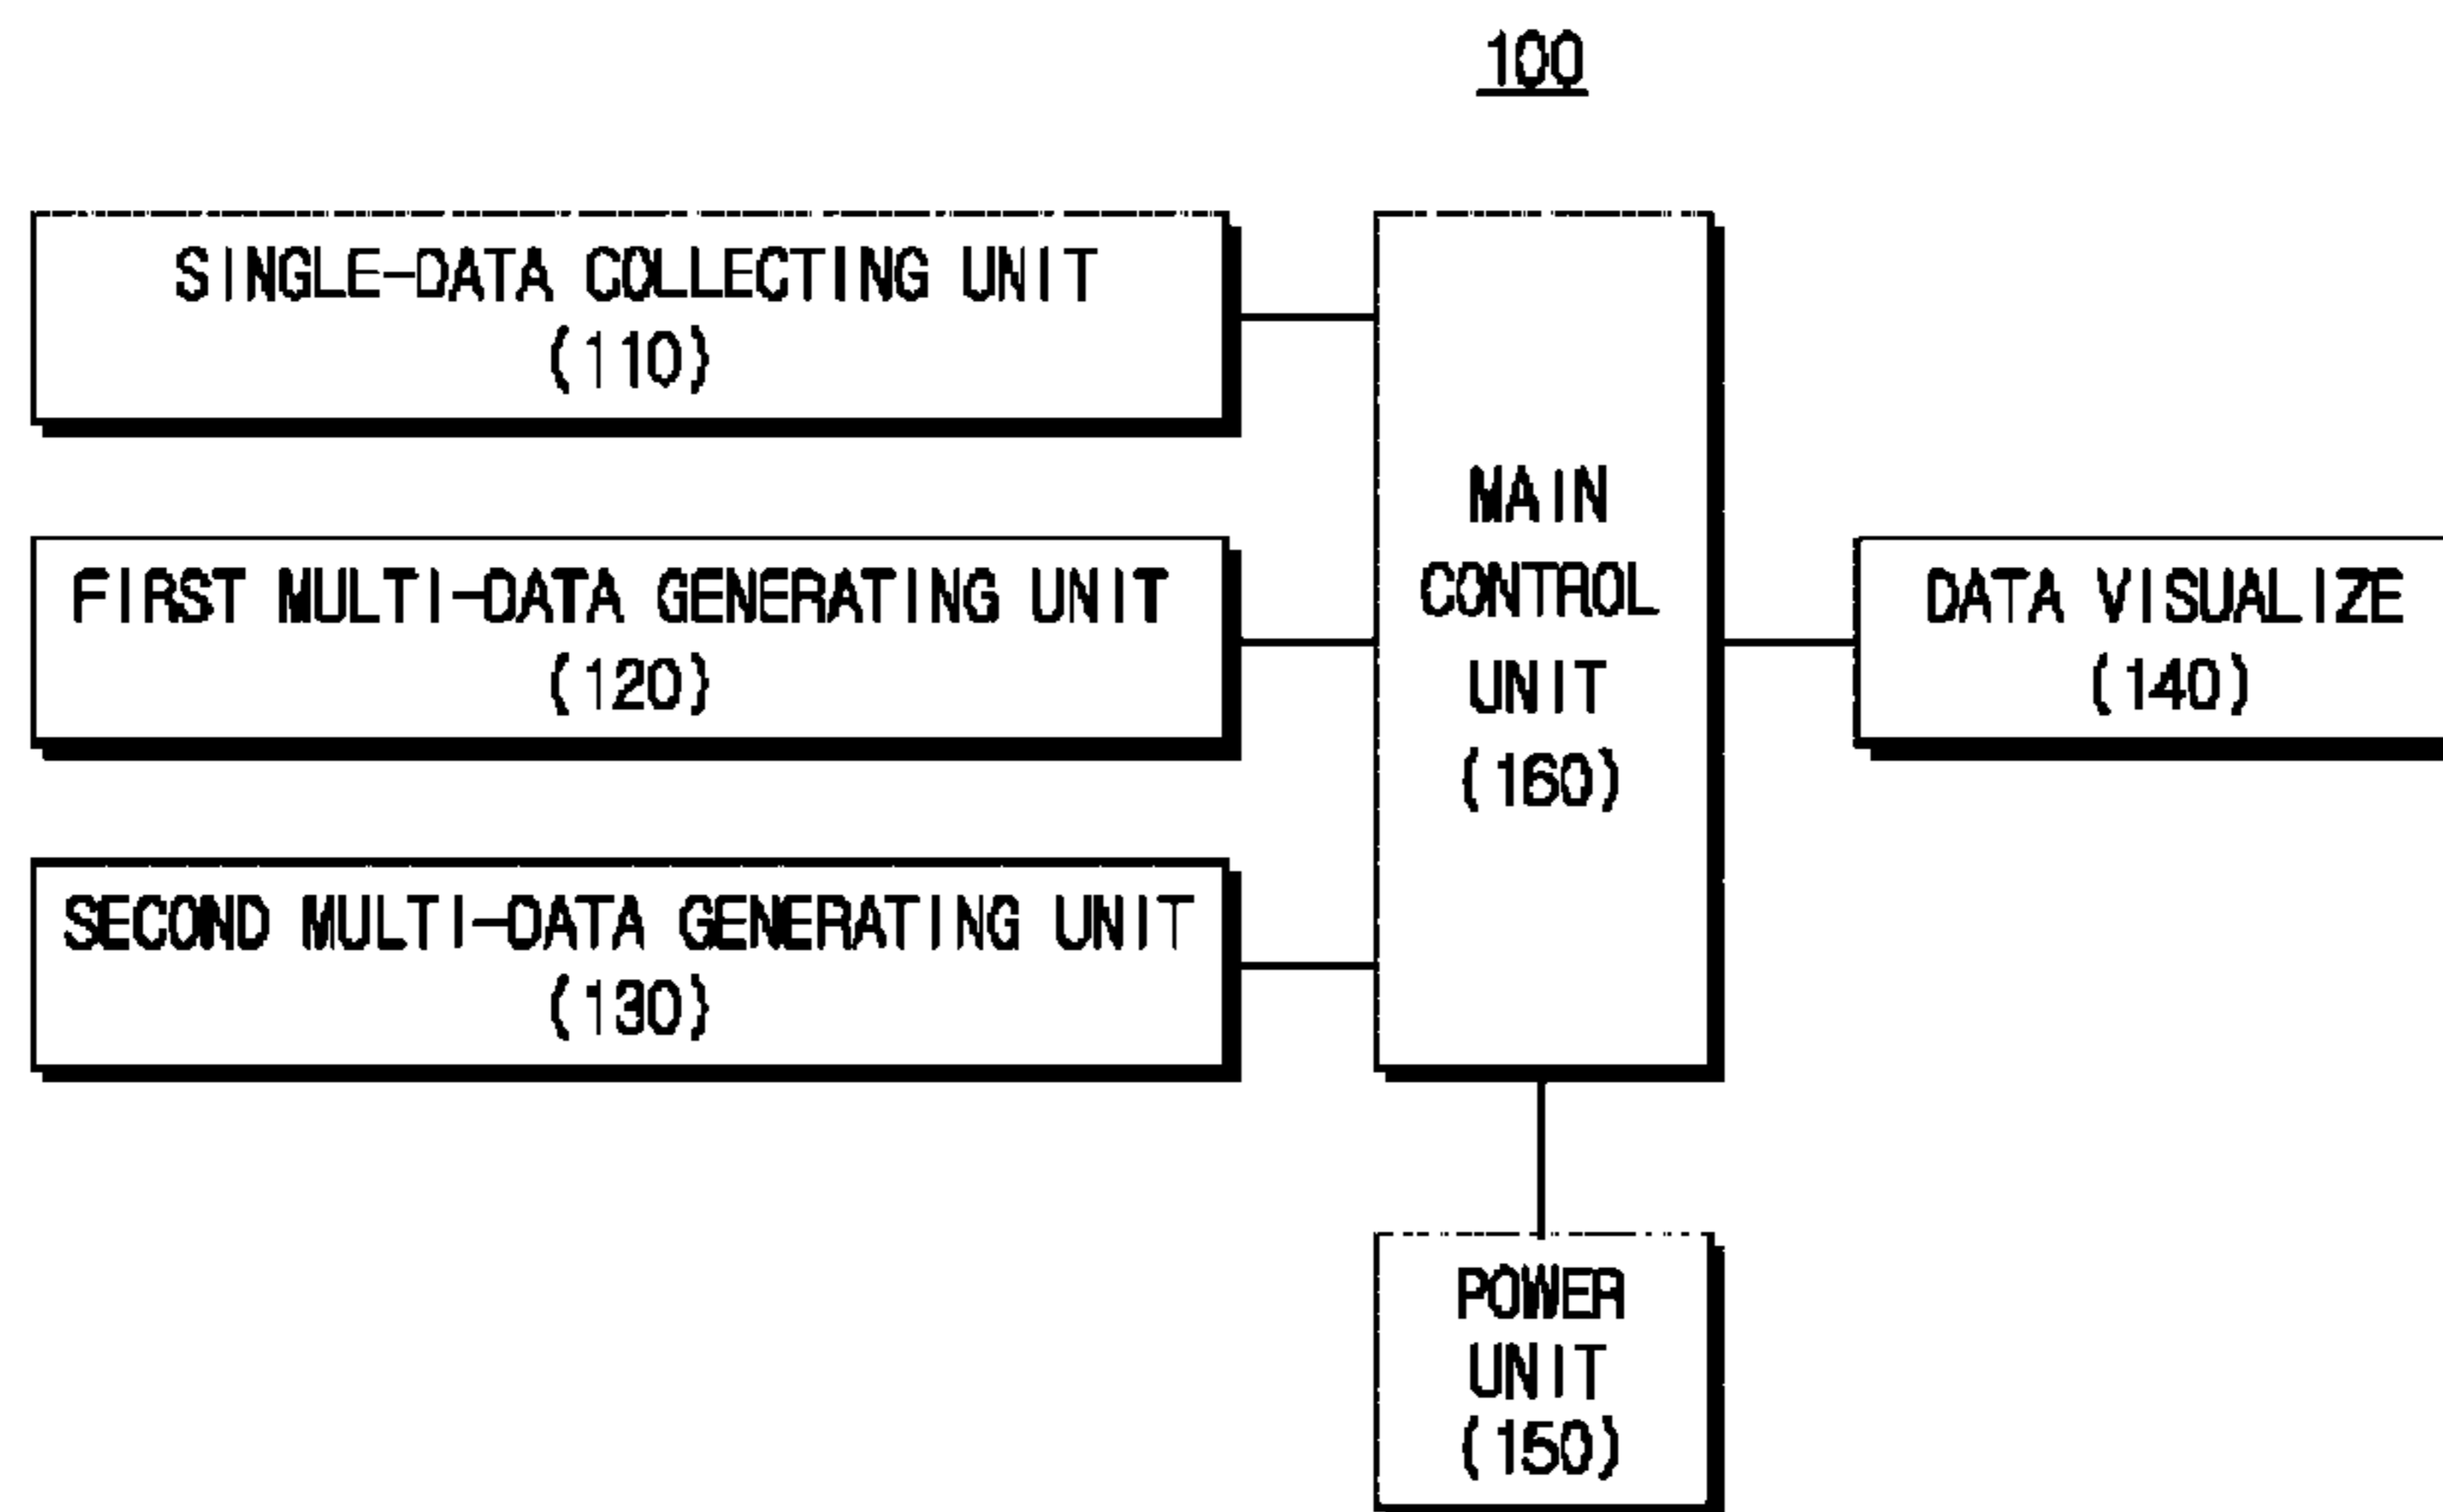 100
SINGLE-DATA COLLECTING UNIT
(110)
FIRST MULTI-DATA GENERATING UNIT
(120)
SECOND MULTI-DATA GENERATING UNIT
(130)
MAIN
CONTROL
UNIT
(160)
DATA VISUALIZE
(140)
POWER
UNIT
(150)